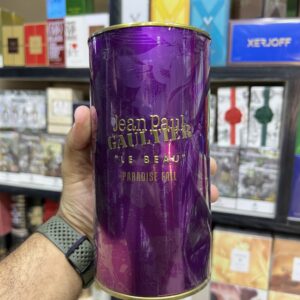 XERJOFF
Jean Paul
GAULTIER
"LE BEAU"
PARADISE GARDEN